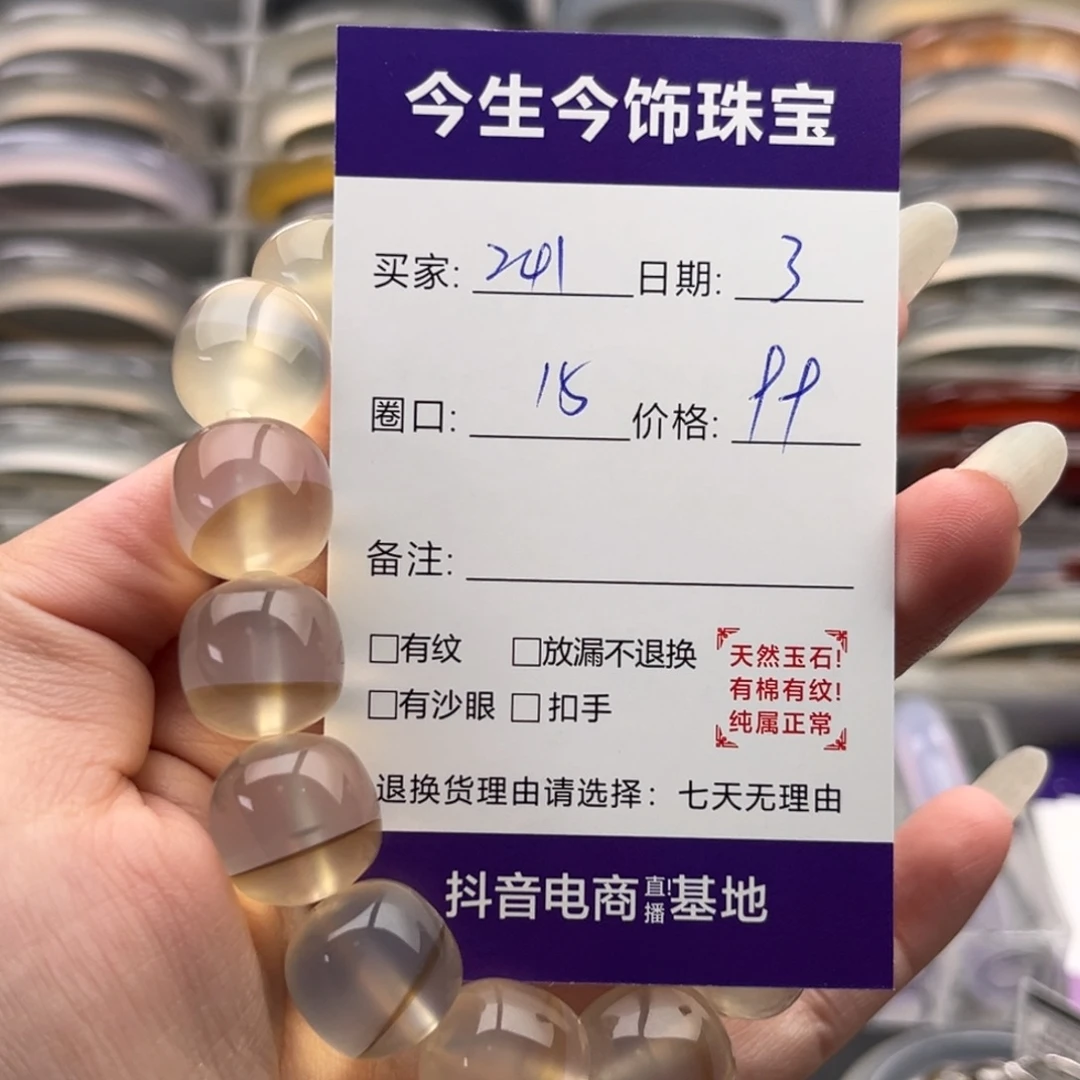 今生今饰珠宝
买家: 241 日期: 3
圈口: 15 价格: 99
备注:
□有纹 □放漏不退换
□有沙眼 □扣手
天然玉石!
有棉有纹!
纯属正常
退换货理由请选择：七天无理由
抖音电商直播!基地